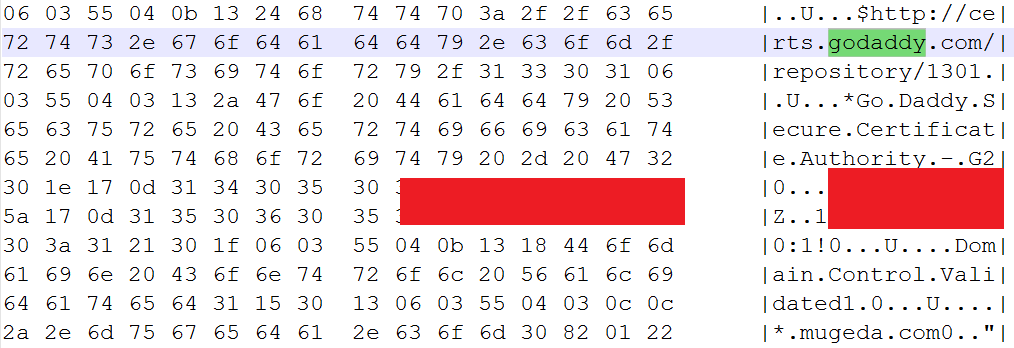 06 03 55 04 0b 13 24 68 74 74 70 3a 2f 2f 63 65 |..U...$http://ce|
72 74 73 2e 67 6f 64 61 64 64 79 2e 63 6f 6d 2f |rts.godaddy.com/|
72 65 70 6f 73 69 74 6f 72 79 2f 31 33 30 31 06 |repository/1301.|
03 55 04 03 13 2a 47 6f 20 44 61 64 64 79 20 53 |.U...*Go.Daddy.S|
65 63 75 72 65 20 43 65 72 74 69 66 69 63 61 74 |ecure.Certificat|
65 20 41 75 74 68 6f 72 69 74 79 20 2d 20 47 32 |e.Authority.-.G2|
30 1e 17 0d 31 34 30 35 30 |0...
5a 17 0d 31 35 30 36 30 35 |Z..1
30 3a 31 21 30 1f 06 03 55 04 0b 13 18 44 6f 6d |0:1!0...U....Dom|
61 69 6e 20 43 6f 6e 74 72 6f 6c 20 56 61 6c 69 |ain.Control.Vali|
64 61 74 65 64 31 15 30 13 06 03 55 04 03 0c 0c |dated1.0...U....|
2a 2e 6d 75 67 65 64 61 2e 63 6f 6d 30 82 01 22 |*.mugeda.com0.."|